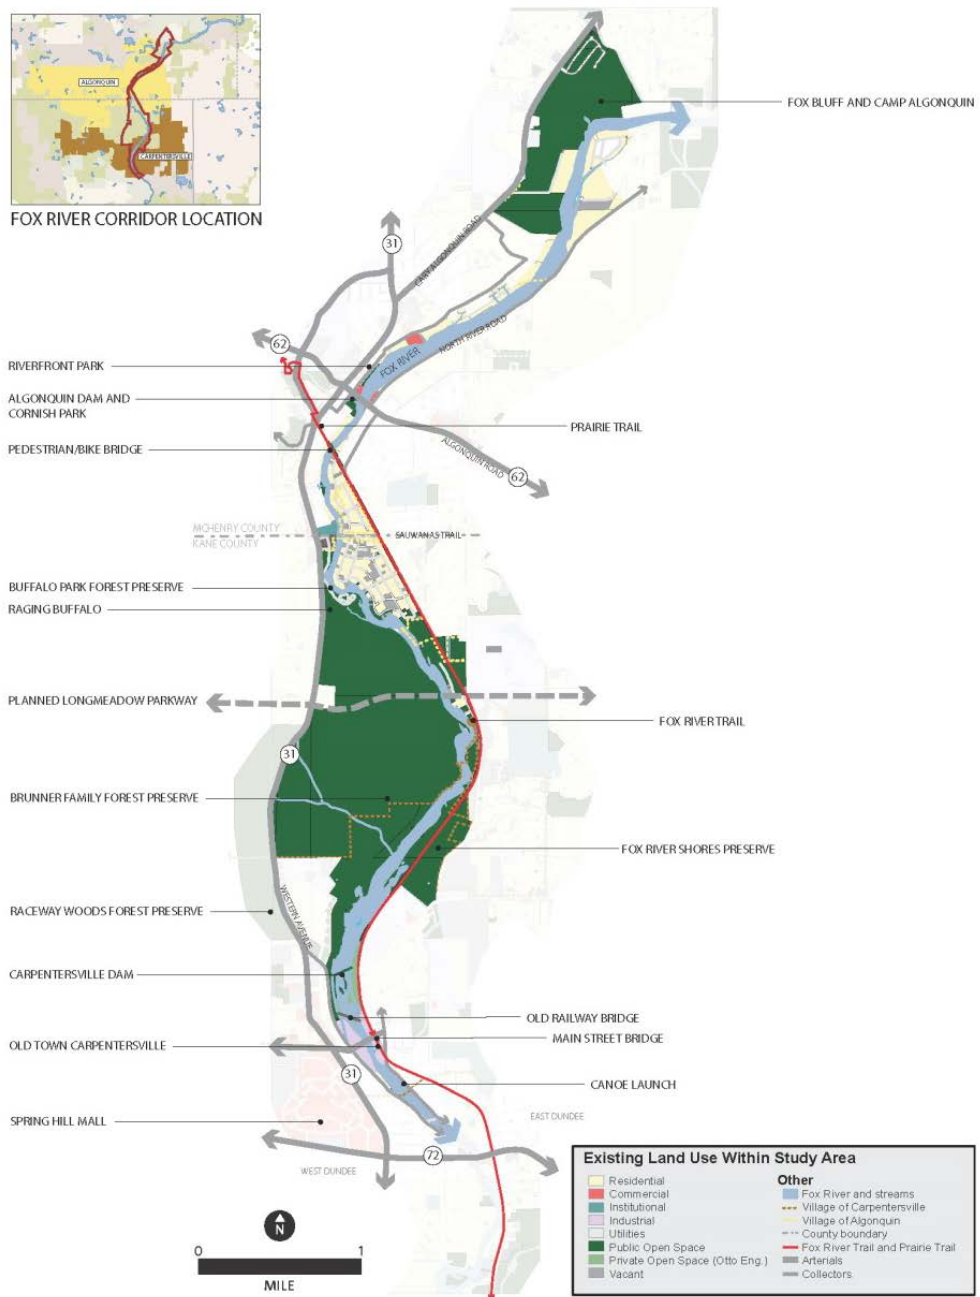 ALGONQUIN
CARPENTERSVILLE
FOX RIVER CORRIDOR LOCATION
FOX BLUFF AND CAMP ALGONQUIN
31
CARY ALGONQUIN ROAD
62
FOX RIVER
NORTH RIVER ROAD
RIVERFRONT PARK
ALGONQUIN DAM AND
CORNISH PARK
PRAIRIE TRAIL
PEDESTRIAN/BIKE BRIDGE
ALGONQUIN ROAD
62
MCHENRY COUNTY
KANE COUNTY
SAUWANAS TRAIL
BUFFALO PARK FOREST PRESERVE
RAGING BUFFALO
PLANNED LONGMEADOW PARKWAY
FOX RIVER TRAIL
31
BRUNNER FAMILY FOREST PRESERVE
FOX RIVER SHORES PRESERVE
WESTERN AVENUE
RACEWAY WOODS FOREST PRESERVE
CARPENTERSVILLE DAM
OLD RAILWAY BRIDGE
MAIN STREET BRIDGE
OLD TOWN CARPENTERSVILLE
31
CANOE LAUNCH
EAST DUNDEE
SPRING HILL MALL
72
WEST DUNDEE
N
0 1
MILE
Existing Land Use Within Study Area
Residential
Commercial
Institutional
Industrial
Utilities
Public Open Space
Private Open Space (Otto Eng.)
Vacant
Other
Fox River and streams
Village of Carpentersville
Village of Algonquin
County boundary
Fox River Trail and Prairie Trail
Arterials
Collectors